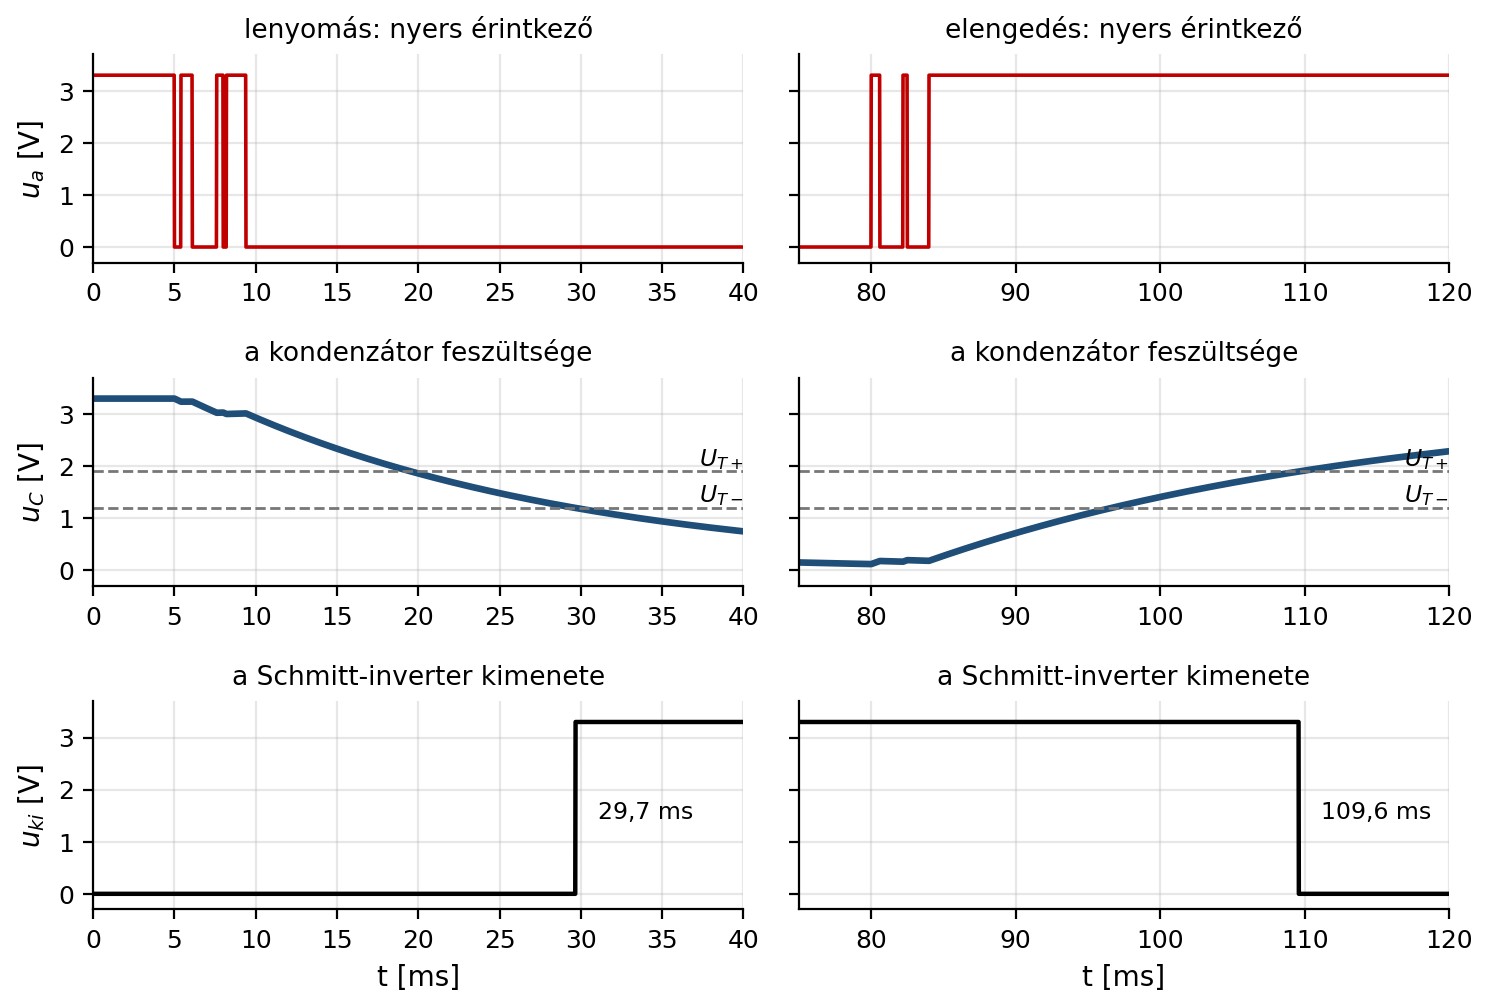 lenyomás: nyers érintkező
elengedés: nyers érintkező
u_a [V]
3
2
1
0
0 5 10 15 20 25 30 35 40
80 90 100 110 120
a kondenzátor feszültsége
a kondenzátor feszültsége
u_C [V]
3
2
1
0
U_T+
U_T−
U_T+
U_T−
0 5 10 15 20 25 30 35 40
80 90 100 110 120
a Schmitt-inverter kimenete
a Schmitt-inverter kimenete
u_ki [V]
3
2
1
0
29,7 ms
109,6 ms
0 5 10 15 20 25 30 35 40
80 90 100 110 120
t [ms]
t [ms]